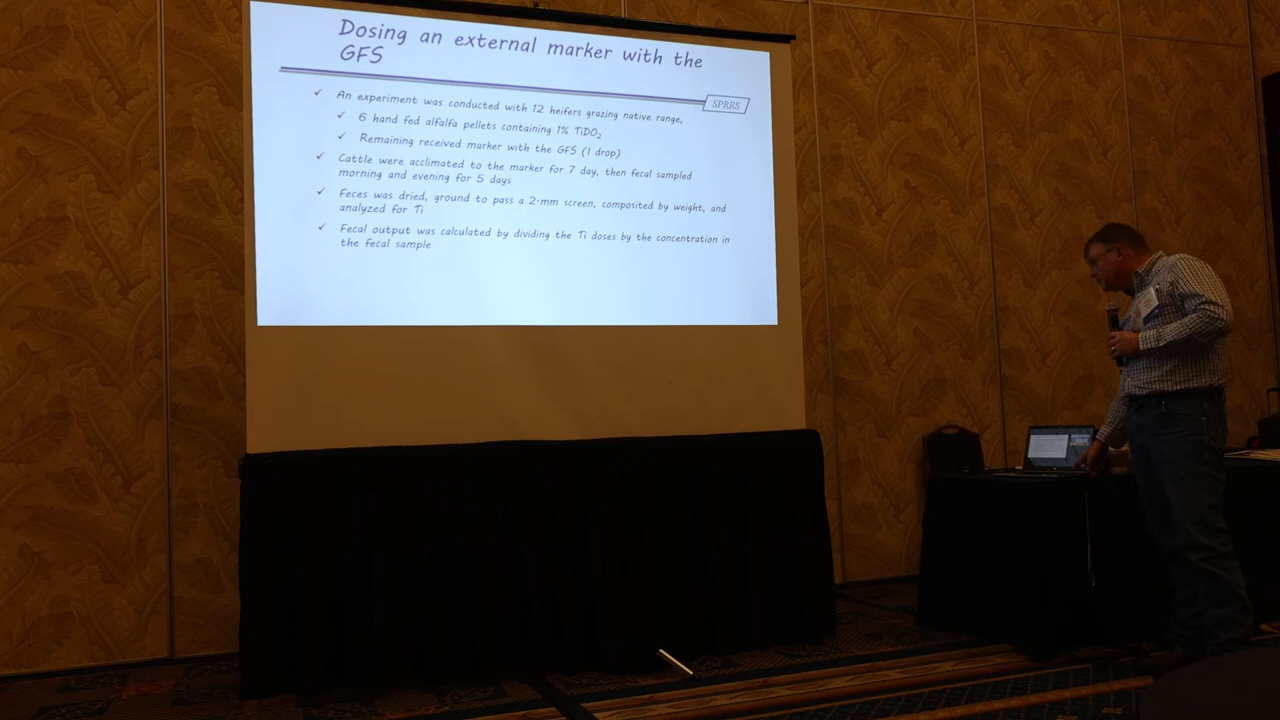 Dosing an external marker with the
GFS
SPRRS
An experiment was conducted with 12 heifers grazing native range,
6 hand fed alfalfa pellets containing 1% TiDO₂
Remaining received marker with the GFS (1 drop)
Cattle were acclimated to the marker for 7 day, then fecal sampled
morning and evening for 5 days
Feces was dried, ground to pass a 2-mm screen, composited by weight, and
analyzed for Ti
Fecal output was calculated by dividing the Ti doses by the concentration in
the fecal sample